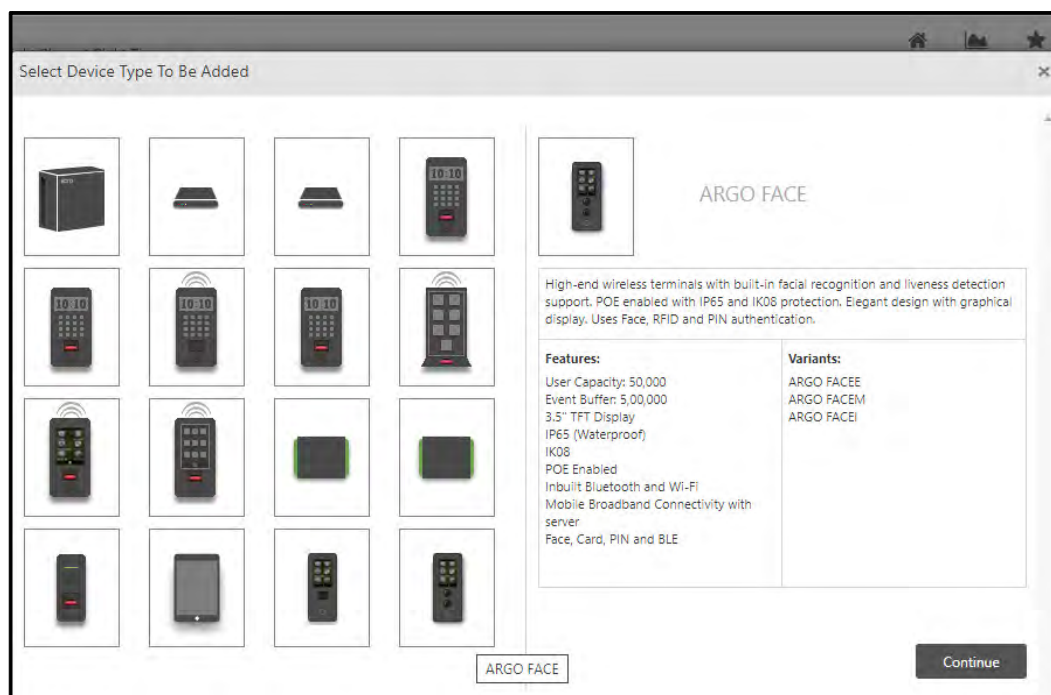 Select Device Type To Be Added
×
10:10
ARGO FACE
10:10
10:10
10:10
High-end wireless terminals with built-in facial recognition and liveness detection
support. POE enabled with IP65 and IK08 protection. Elegant design with graphical
display. Uses Face, RFID and PIN authentication.
Features:
User Capacity: 50,000
Event Buffer: 5,00,000
3.5" TFT Display
IP65 (Waterproof)
IK08
POE Enabled
Inbuilt Bluetooth and Wi-Fi
Mobile Broadband Connectivity with
server
Face, Card, PIN and BLE
Variants:
ARGO FACEE
ARGO FACEM
ARGO FACEI
ARGO FACE
Continue